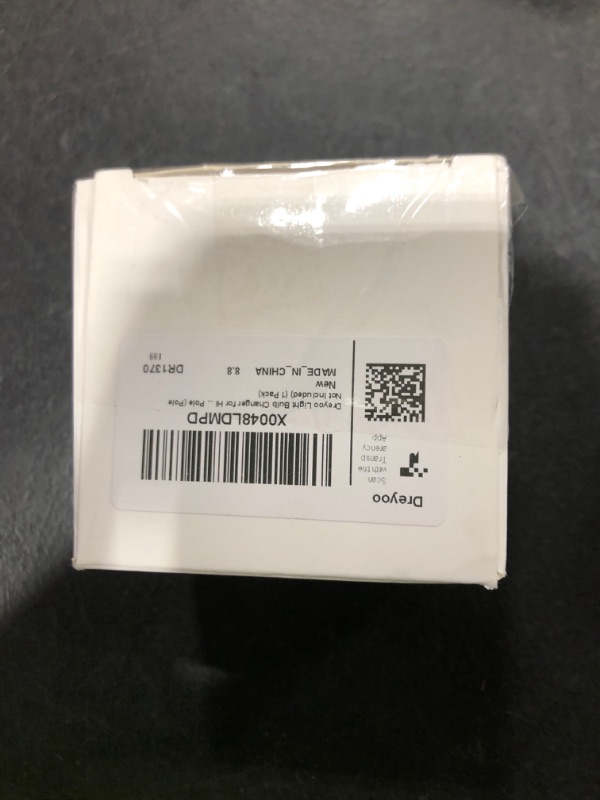 Dreyoo
Scan
with the
Transp
arency
App
X0048LDMPD
Dreyoo Light Bulb Changer for Hi ... Pole (Pole
Not Included) (1 Pack)
New
MADE_IN_CHINA 8.8
DR1370